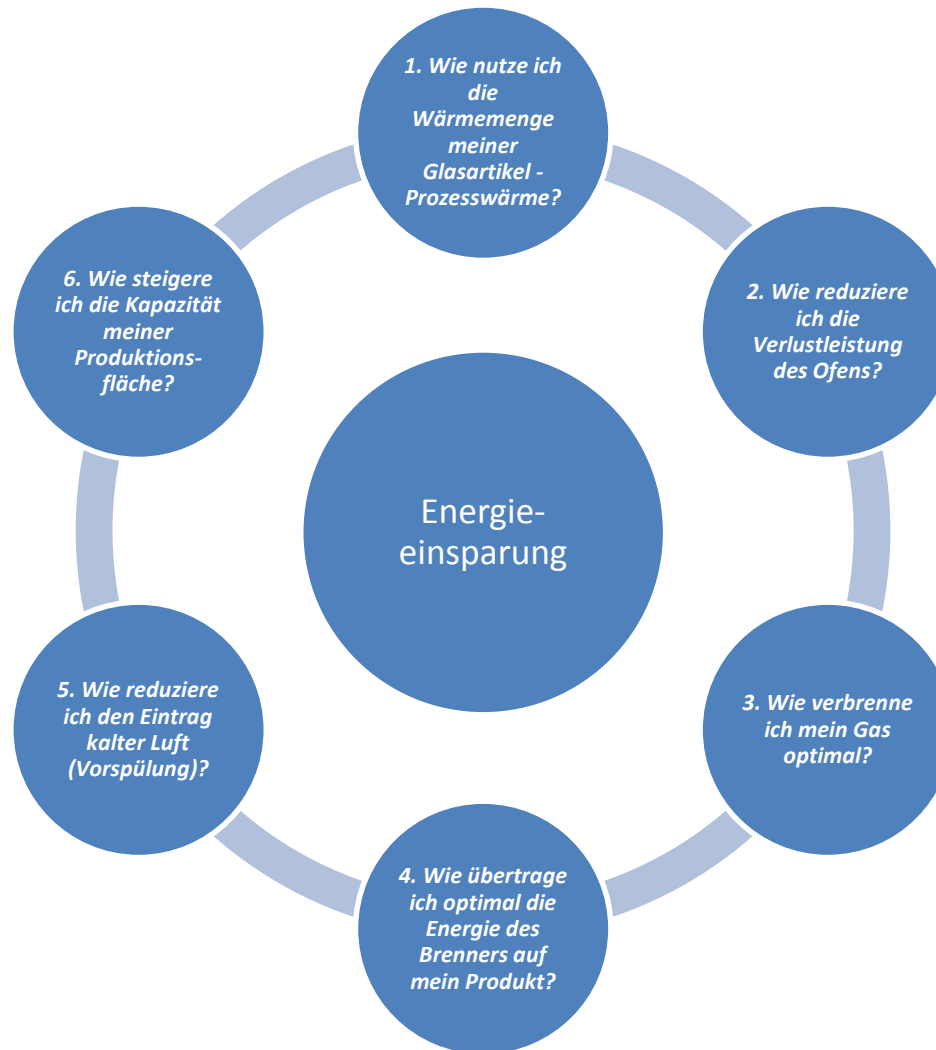 1. Wie nutze ich
die
Wärmemenge
meiner
Glasartikel -
Prozesswärme?
2. Wie reduziere
ich die
Verlustleistung
des Ofens?
3. Wie verbrenne
ich mein Gas
optimal?
4. Wie übertrage
ich optimal die
Energie des
Brenners auf
mein Produkt?
5. Wie reduziere
ich den Eintrag
kalter Luft
(Vorspülung)?
6. Wie steigere
ich die Kapazität
meiner
Produktions-
fläche?
Energie-
einsparung